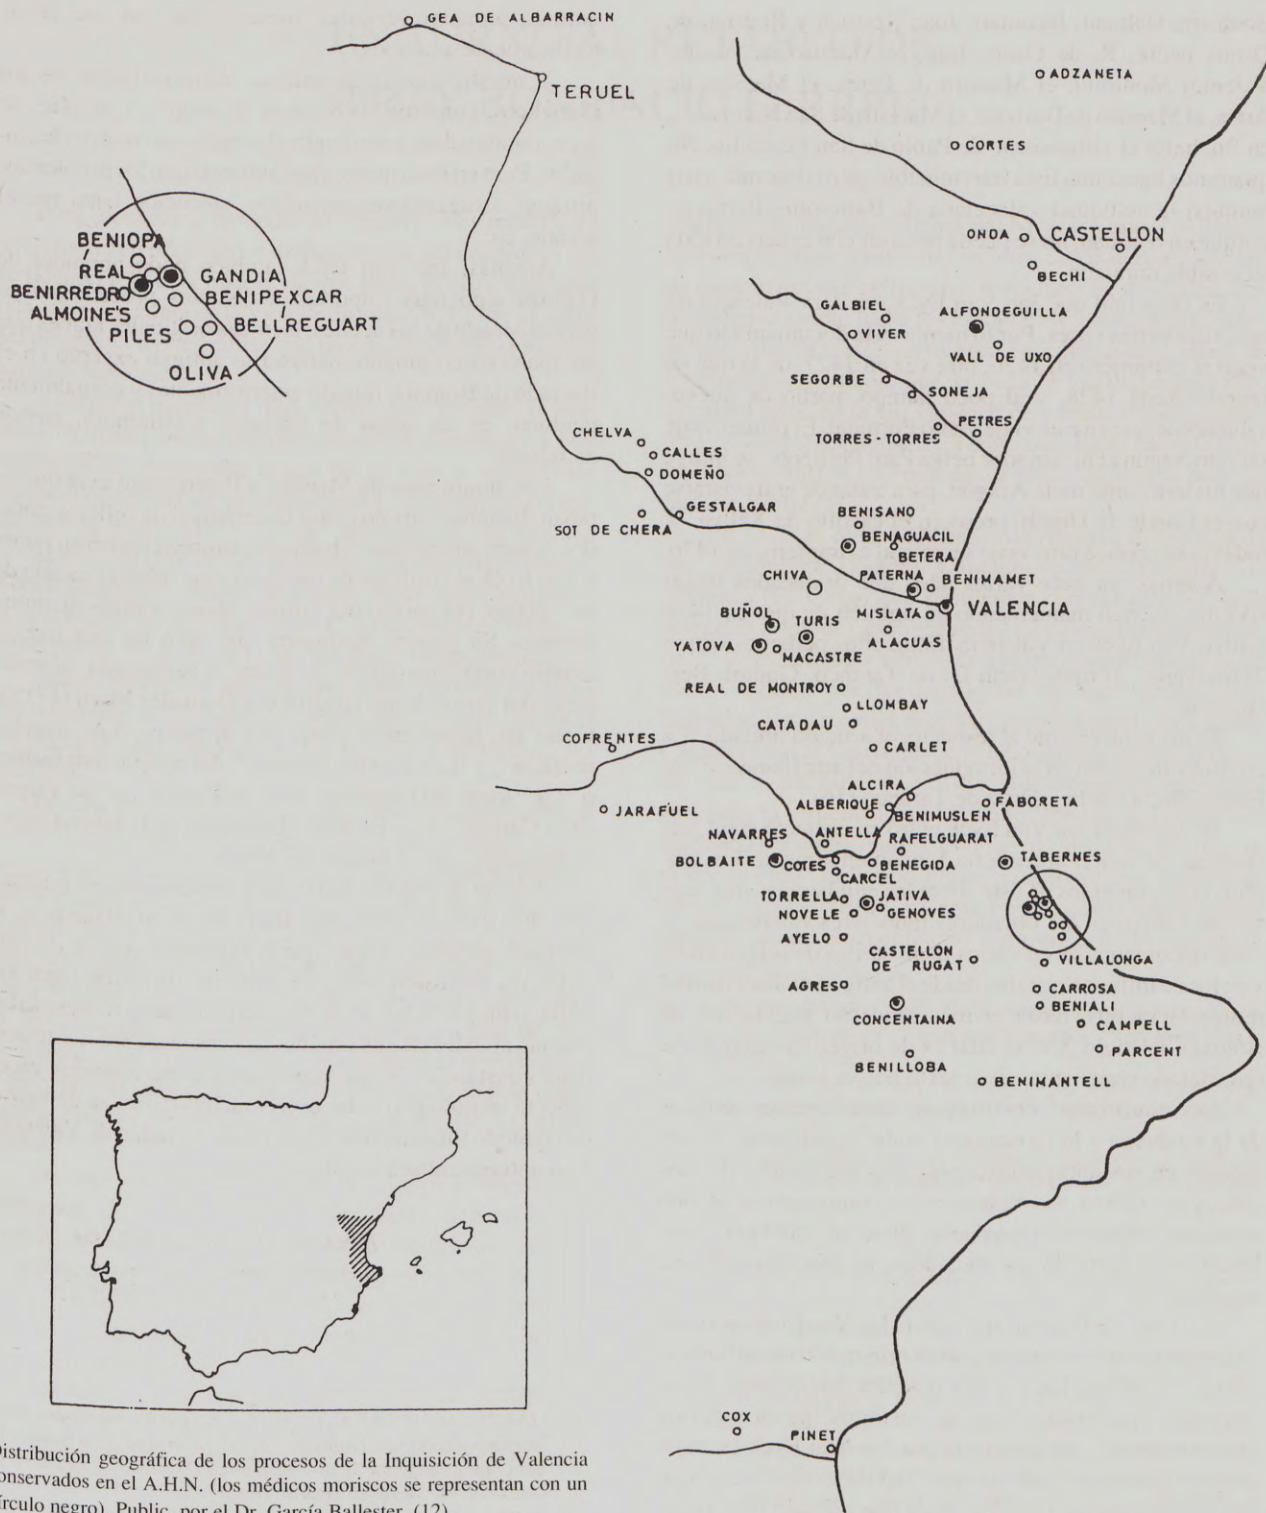 GEA DE ALBARRACIN
TERUEL
ADZANETA
CORTES
ONDA
CASTELLON
BECHI
BENIOPA
REAL
BENIRREDRO
ALMOINE'S
PILES
OLIVA
GANDIA
BENIPEXCAR
BELLREGUART
GALBIEL
VIVER
ALFONDEGUILLA
VALL DE UXO
SEGORBE
SONEJA
PETRES
TORRES-TORRES
CHELVA
CALLES
DOMEÑO
GESTALGAR
SOT DE CHERA
BENISANO
BENAGUACIL
BETERA
CHIVA
PATERNA
BENIMAMET
VALENCIA
MISLATA
BUÑOL
TURIS
ALACUAS
YATOVA
MACASTRE
REAL DE MONTROY
LLOMBAY
CATADAU
CARLET
COFRENTES
JARAFUEL
ALCIRA
ALBERIQUE
BENIMUSLEN
FABORETA
NAVARRES
ANTELLA
RAFELGUARAT
BOLBAITE
COTES
BENEGIDA
TABERNES
CARCEL
TORRELLA
JATIVA
NOVELE
GENOVES
AYELO
CASTELLON
DE RUGAT
VILLALONGA
AGRES
CARROSA
BENIALI
CONCENTAINA
CAMPELL
PARCENT
BENILLOBA
BENIMANTELL
COX
PINET
Distribución geográfica de los procesos de la Inquisición de Valencia
conservados en el A.H.N. (los médicos moriscos se representan con un
círculo negro). Public. por el Dr. García Ballester. (12)